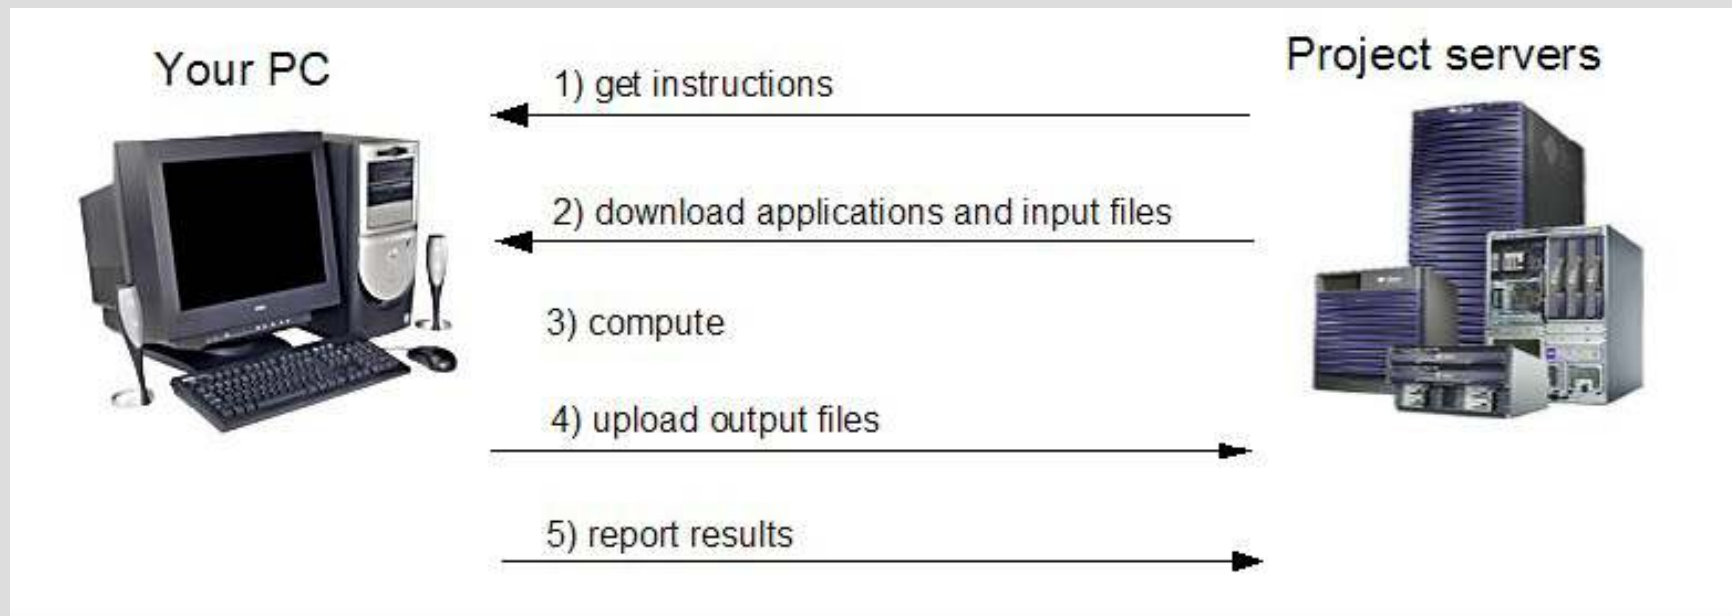 Your PC
Project servers
1) get instructions
2) download applications and input files
3) compute
4) upload output files
5) report results